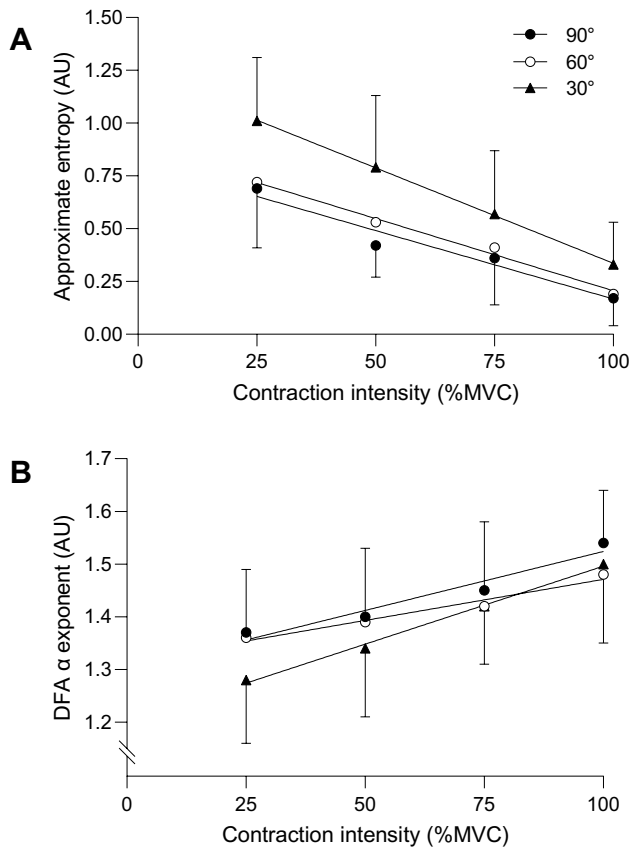 A
Approximate entropy (AU)
1.50
1.25
1.00
0.75
0.50
0.25
0.00
90°
60°
30°
0 25 50 75 100
Contraction intensity (%MVC)
B
DFA α exponent (AU)
1.7
1.6
1.5
1.4
1.3
1.2
0 25 50 75 100
Contraction intensity (%MVC)